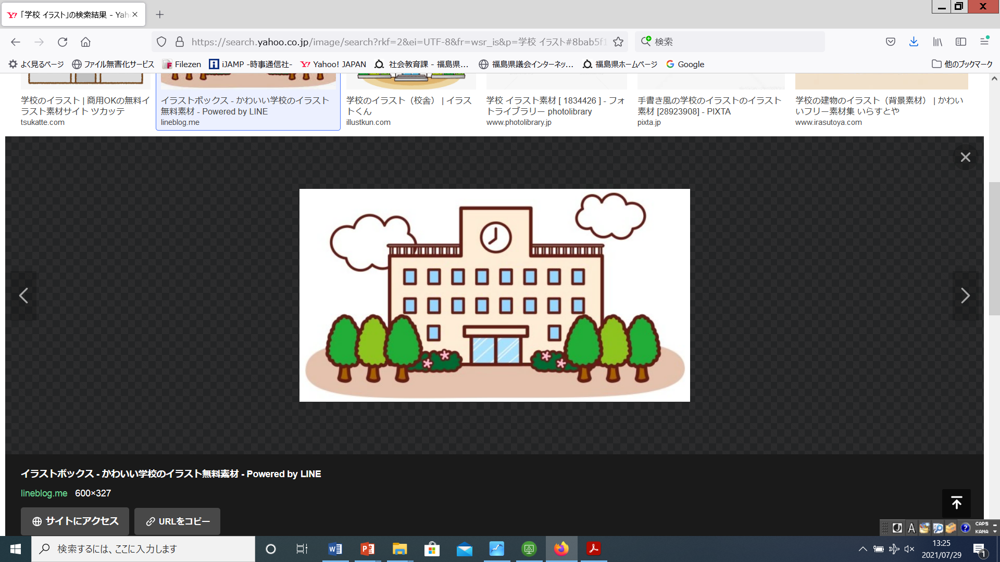 「学校 イラスト」の検索結果 - Yah
https://search.yahoo.co.jp/image/search?rkf=2&ei=UTF-8&fr=wsr_is&p=学校 イラスト#8bab5f1
検索
よく見るページ
ファイル無害化サービス
Filezen
iJAMP -時事通信社-
Yahoo! JAPAN
社会教育課 - 福島県...
福島県議会インターネッ...
福島県ホームページ
Google
他のブックマーク
学校のイラスト | 商用OKの無料イ
ラスト素材サイト ツカッテ
tsukatte.com
イラストボックス - かわいい学校のイラスト
無料素材 - Powered by LINE
lineblog.me
学校のイラスト（校舎） | イラス
トくん
illustkun.com
学校 イラスト素材 [ 1834426 ] - フォ
トライブラリー photolibrary
www.photolibrary.jp
手書き風の学校のイラストのイラスト
素材 [28923908] - PIXTA
pixta.jp
学校の建物のイラスト（背景素材） | かわい
いフリー素材集 いらすとや
www.irasutoya.com
イラストボックス - かわいい学校のイラスト無料素材 - Powered by LINE
lineblog.me 600×327
サイトにアクセス
URLをコピー
A
CAPS
KANA
検索するには、ここに入力します
13:25
2021/07/29
1